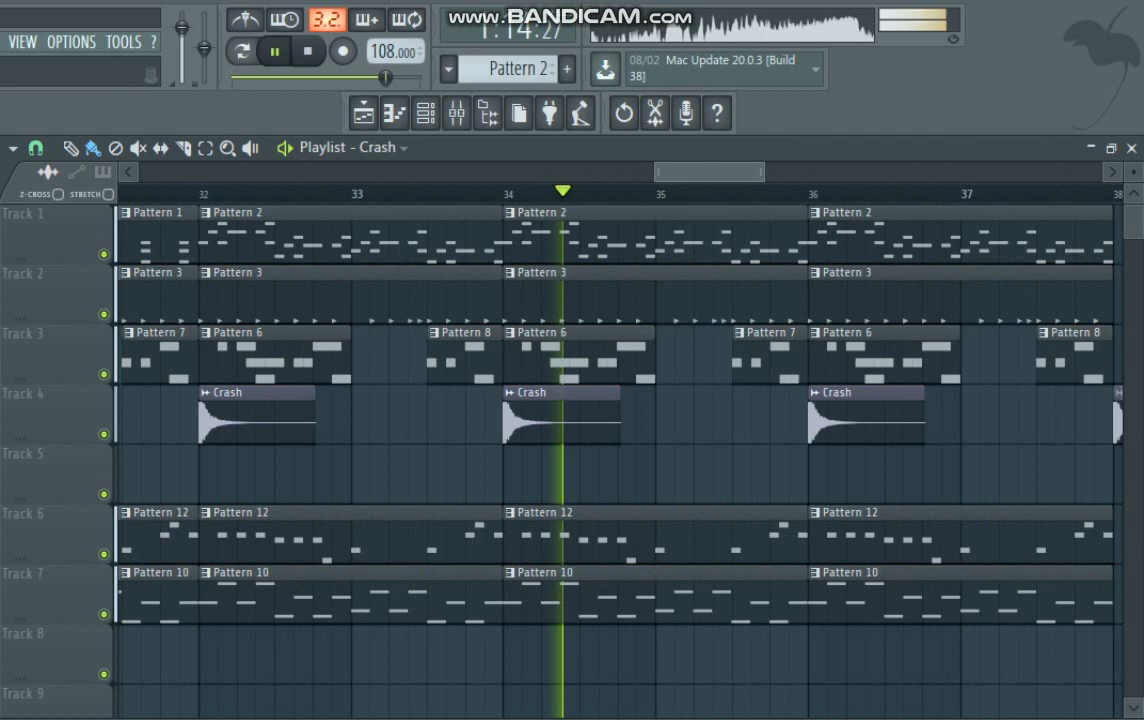 www.BANDICAM.com
VIEW OPTIONS TOOLS ?
3.2.
108.000
1:14:27
Pattern 2
08/02 Mac Update 20.0.3 [Build
38]
?
Playlist - Crash
Z-CROSS STRETCH
32 33 34 35 36 37 38
Track 1 Pattern 1 Pattern 2 Pattern 2 Pattern 2
Track 2 Pattern 3 Pattern 3 Pattern 3 Pattern 3
Track 3 Pattern 7 Pattern 6 Pattern 8 Pattern 6 Pattern 7 Pattern 6 Pattern 8
Track 4 Crash Crash Crash
Track 5
Track 6 Pattern 12 Pattern 12 Pattern 12 Pattern 12
Track 7 Pattern 10 Pattern 10 Pattern 10 Pattern 10
Track 8
Track 9